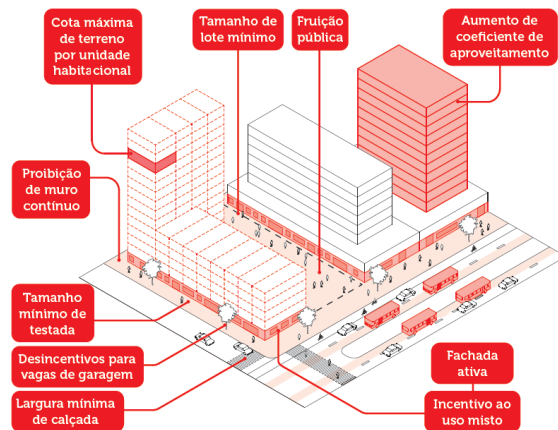 Cota máxima
de terreno
por unidade
habitacional
Tamanho de
lote mínimo
Fruição
pública
Aumento de
coeficiente de
aproveitamento
Proibição
de muro
contínuo
Tamanho
mínimo de
testada
Desincentivos para
vagas de garagem
Largura mínima
de calçada
Fachada
ativa
Incentivo ao
uso misto